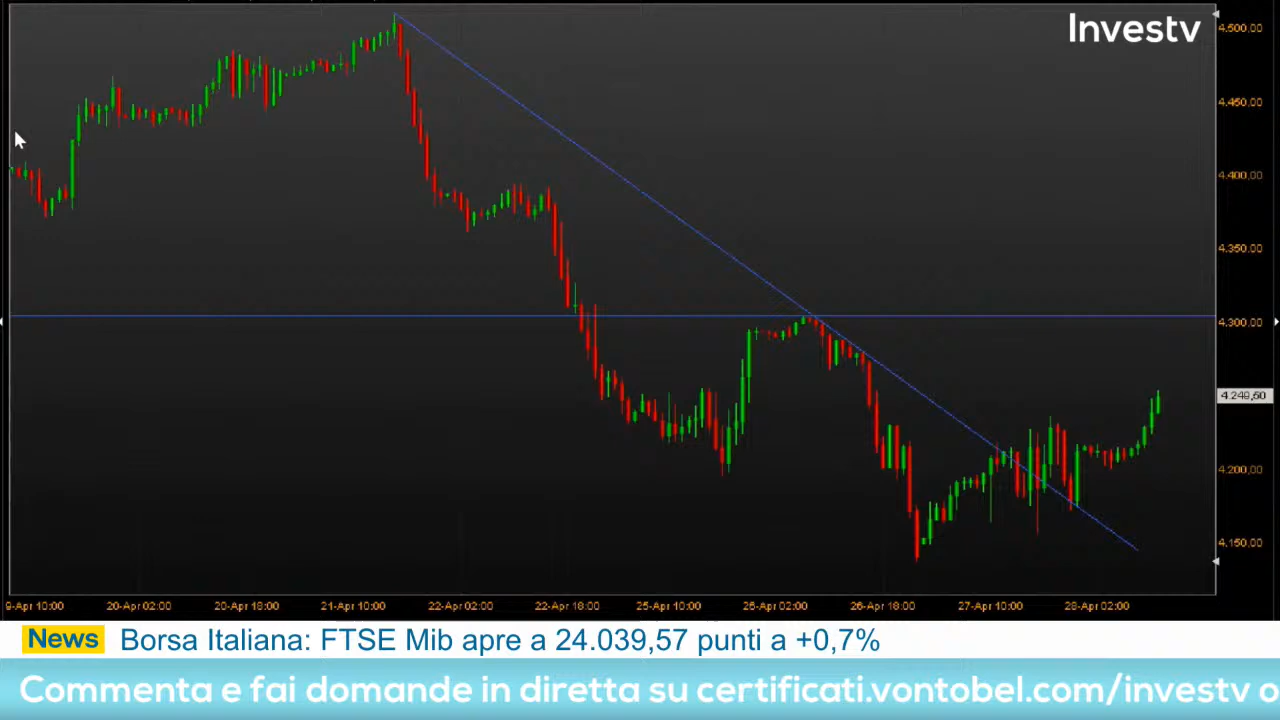 Investv
4.500,00
4.450,00
4.400,00
4.350,00
4.300,00
4.249,50
4.200,00
4.150,00
9-Apr 10:00 20-Apr 02:00 20-Apr 18:00 21-Apr 10:00 22-Apr 02:00 22-Apr 18:00 25-Apr 10:00 26-Apr 02:00 26-Apr 18:00 27-Apr 10:00 28-Apr 02:00
News Borsa Italiana: FTSE Mib apre a 24.039,57 punti a +0,7%
Commenta e fai domande in diretta su certificati.vontobel.com/investv o